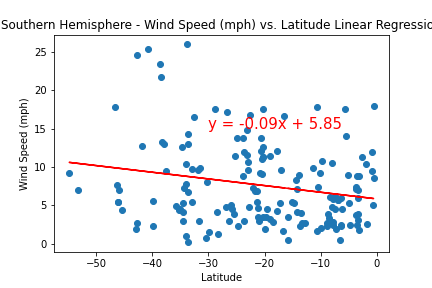 Southern Hemisphere - Wind Speed (mph) vs. Latitude Linear Regressio
y = -0.09x + 5.85
Wind Speed (mph)
25
20
15
10
5
0
−50 −40 −30 −20 −10 0
Latitude